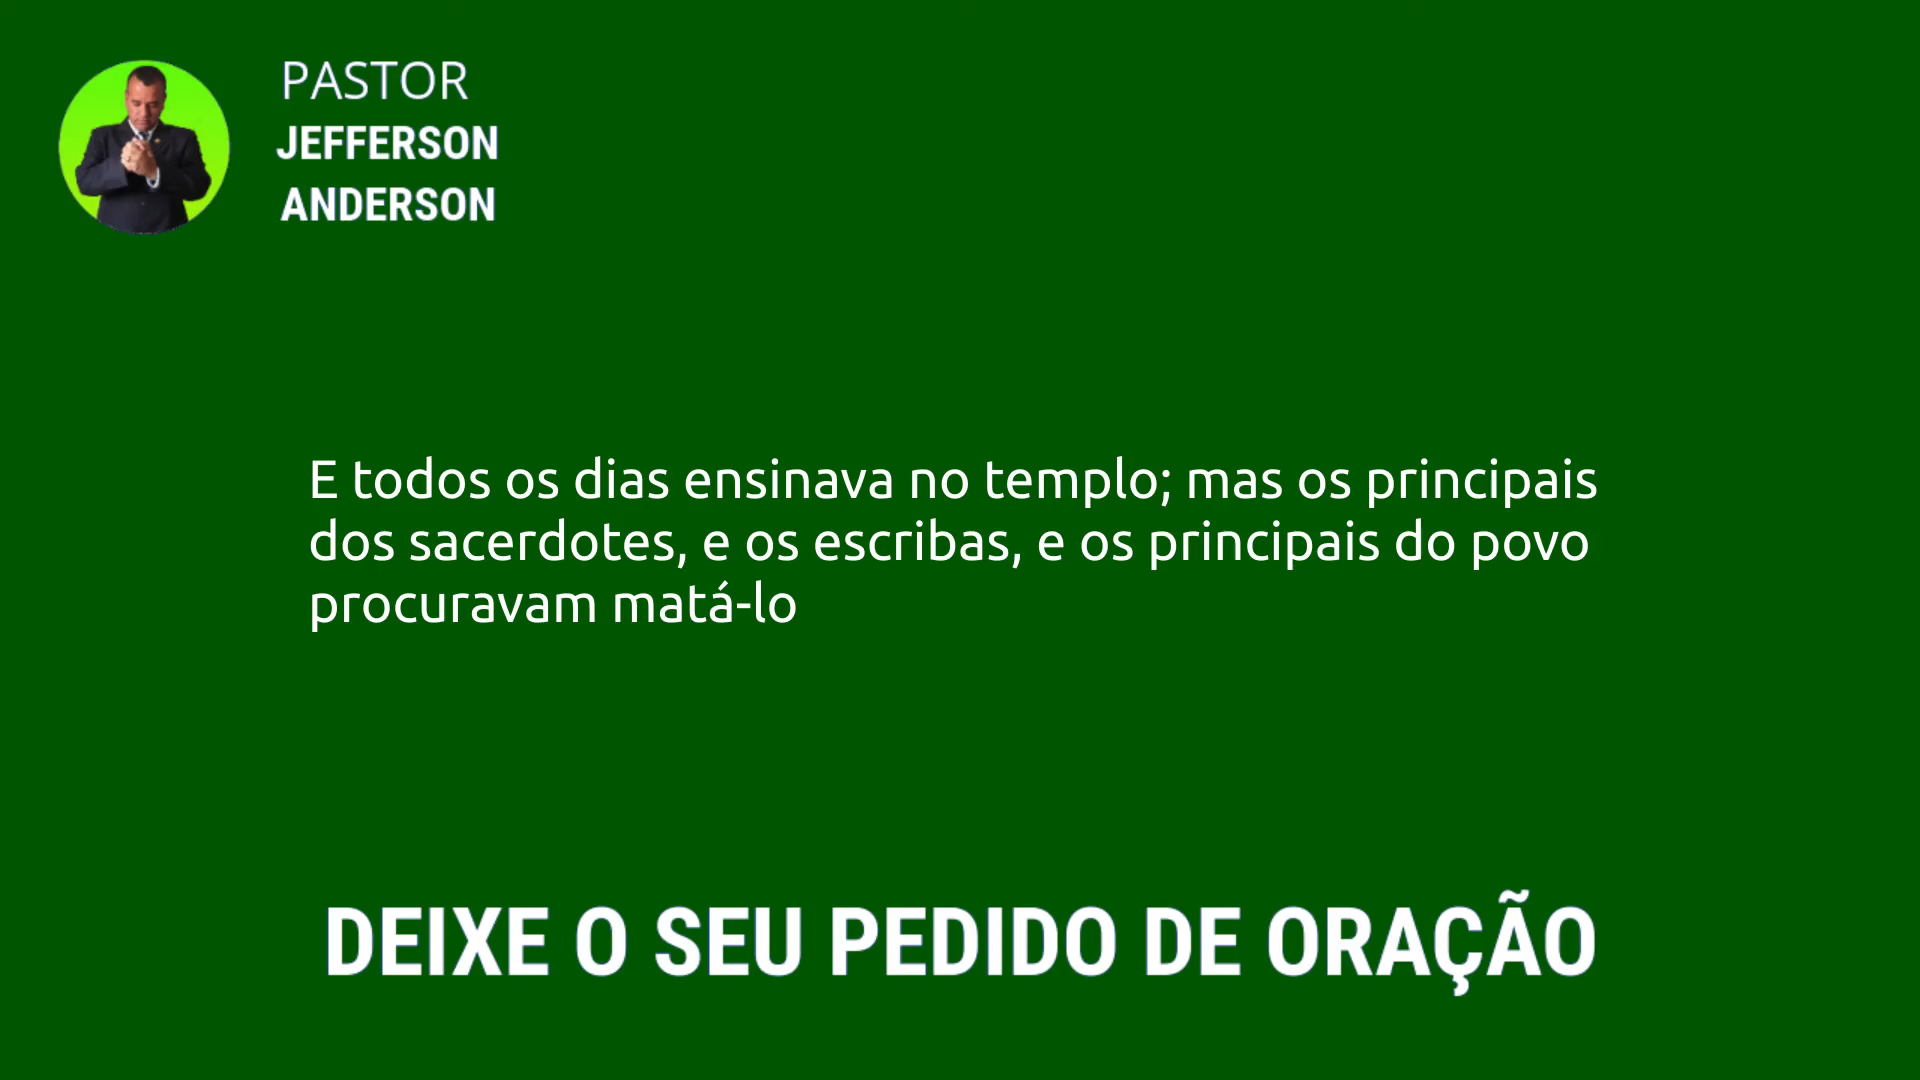 PASTOR
JEFFERSON
ANDERSON
E todos os dias ensinava no templo; mas os principais
dos sacerdotes, e os escribas, e os principais do povo
procuravam matá-lo
DEIXE O SEU PEDIDO DE ORAÇÃO